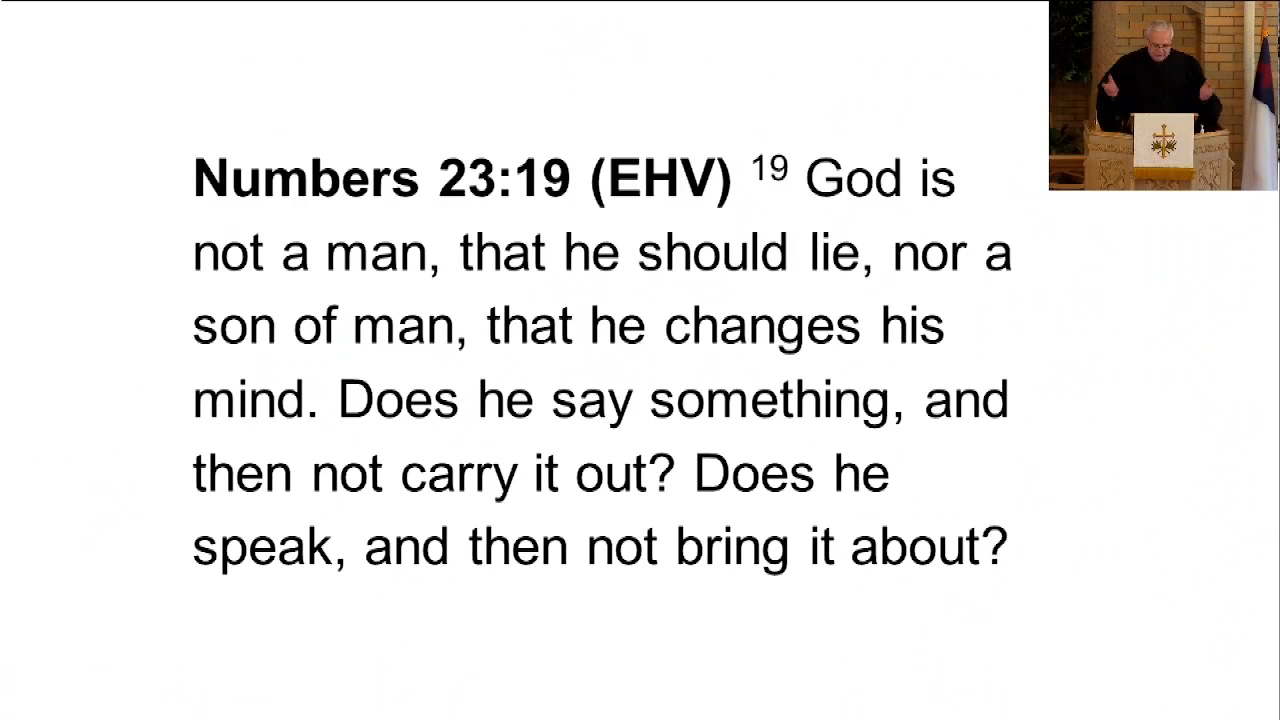 Numbers 23:19 (EHV) 19 God is
not a man, that he should lie, nor a
son of man, that he changes his
mind. Does he say something, and
then not carry it out? Does he
speak, and then not bring it about?